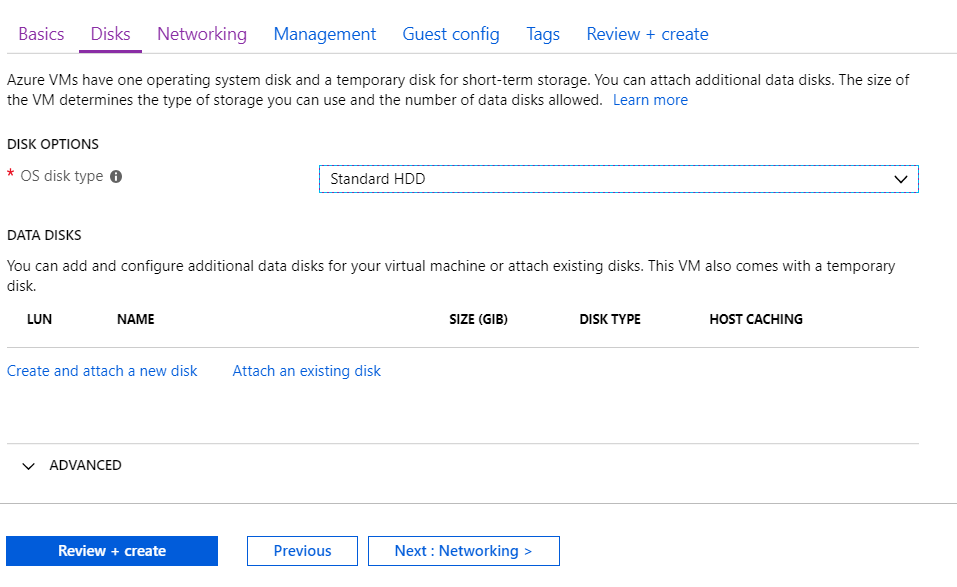 Basics Disks Networking Management Guest config Tags Review + create
Azure VMs have one operating system disk and a temporary disk for short-term storage. You can attach additional data disks. The size of
the VM determines the type of storage you can use and the number of data disks allowed. Learn more
DISK OPTIONS
* OS disk type Standard HDD
DATA DISKS
You can add and configure additional data disks for your virtual machine or attach existing disks. This VM also comes with a temporary
disk.
LUN NAME SIZE (GIB) DISK TYPE HOST CACHING
Create and attach a new disk Attach an existing disk
ADVANCED
Review + create Previous Next : Networking >